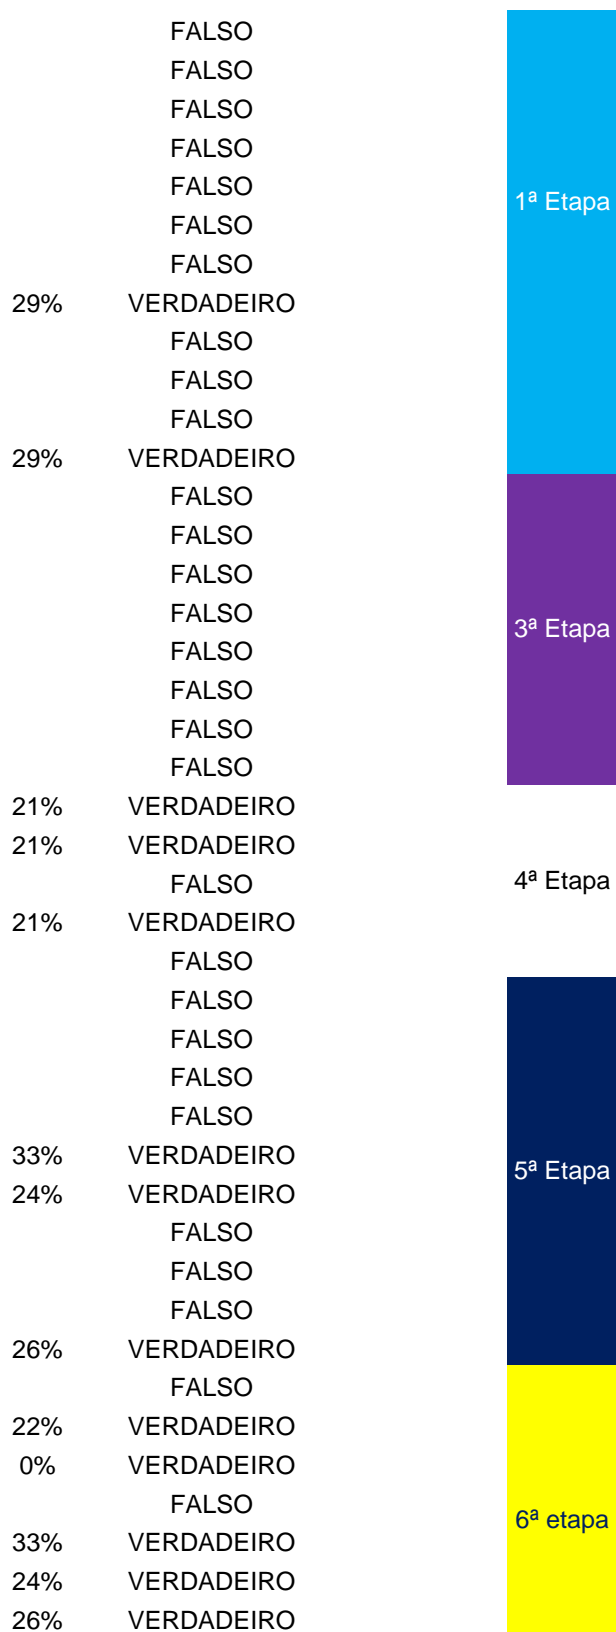 FALSO
FALSO
FALSO
FALSO
FALSO
1ª Etapa
FALSO
FALSO
29% VERDADEIRO
FALSO
FALSO
FALSO
29% VERDADEIRO
FALSO
FALSO
FALSO
FALSO
3ª Etapa
FALSO
FALSO
FALSO
FALSO
21% VERDADEIRO
21% VERDADEIRO
FALSO 4ª Etapa
21% VERDADEIRO
FALSO
FALSO
FALSO
FALSO
FALSO
33% VERDADEIRO
5ª Etapa
24% VERDADEIRO
FALSO
FALSO
FALSO
26% VERDADEIRO
FALSO
22% VERDADEIRO
0% VERDADEIRO
FALSO
6ª etapa
33% VERDADEIRO
24% VERDADEIRO
26% VERDADEIRO